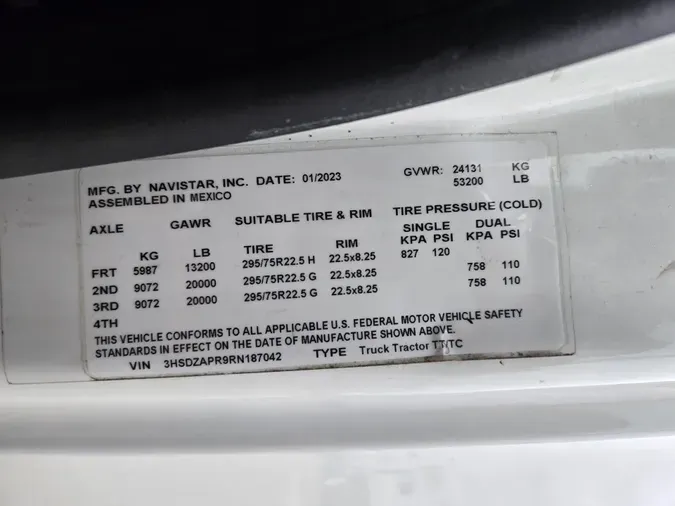 MFG. BY NAVISTAR, INC. DATE: 01/2023 GVWR: 24131 KG
ASSEMBLED IN MEXICO 53200 LB
AXLE GAWR SUITABLE TIRE & RIM TIRE PRESSURE (COLD)
SINGLE DUAL
KG LB TIRE RIM KPA PSI KPA PSI
FRT 5987 13200 295/75R22.5 H 22.5x8.25 827 120
2ND 9072 20000 295/75R22.5 G 22.5x8.25 758 110
3RD 9072 20000 295/75R22.5 G 22.5x8.25 758 110
4TH
THIS VEHICLE CONFORMS TO ALL APPLICABLE U.S. FEDERAL MOTOR VEHICLE SAFETY
STANDARDS IN EFFECT ON THE DATE OF MANUFACTURE SHOWN ABOVE.
VIN 3HSDZAPR9RN187042 TYPE Truck Tractor TT/TC